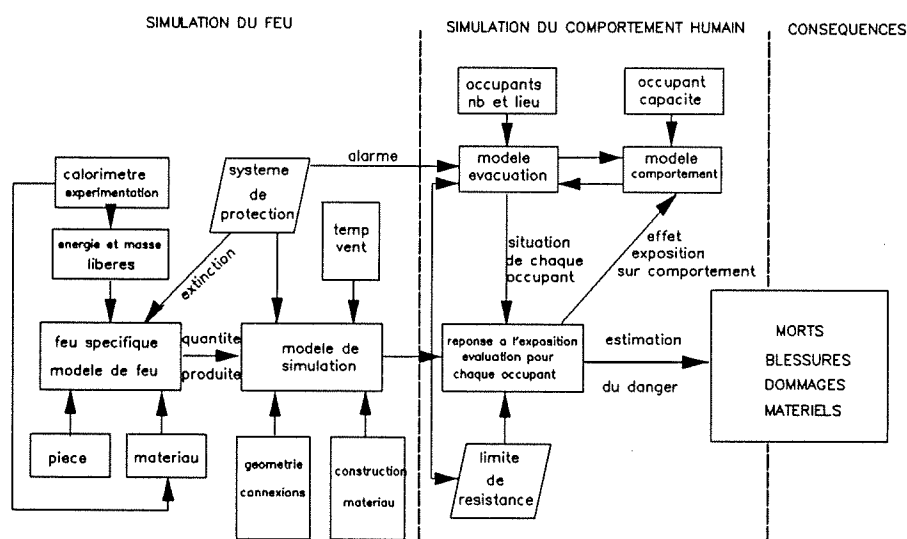 SIMULATION DU FEU
SIMULATION DU COMPORTEMENT HUMAIN
CONSEQUENCES
occupants
nb et lieu
occupant
capacite
calorimetre
experimentation
systeme
de
protection
alarme
modele
evacuation
modele
comportement
energie et masse
liberes
temp
vent
extinction
situation
de chaque
occupant
effet
exposition
sur comportement
feu specifique
modele de feu
quantite
produite
modele de
simulation
reponse a l'exposition
evaluation pour
chaque occupant
estimation
du danger
MORTS
BLESSURES
DOMMAGES
MATERIELS
pièce
materiau
geometrie
connexions
construction
materiau
limite
de
resistance